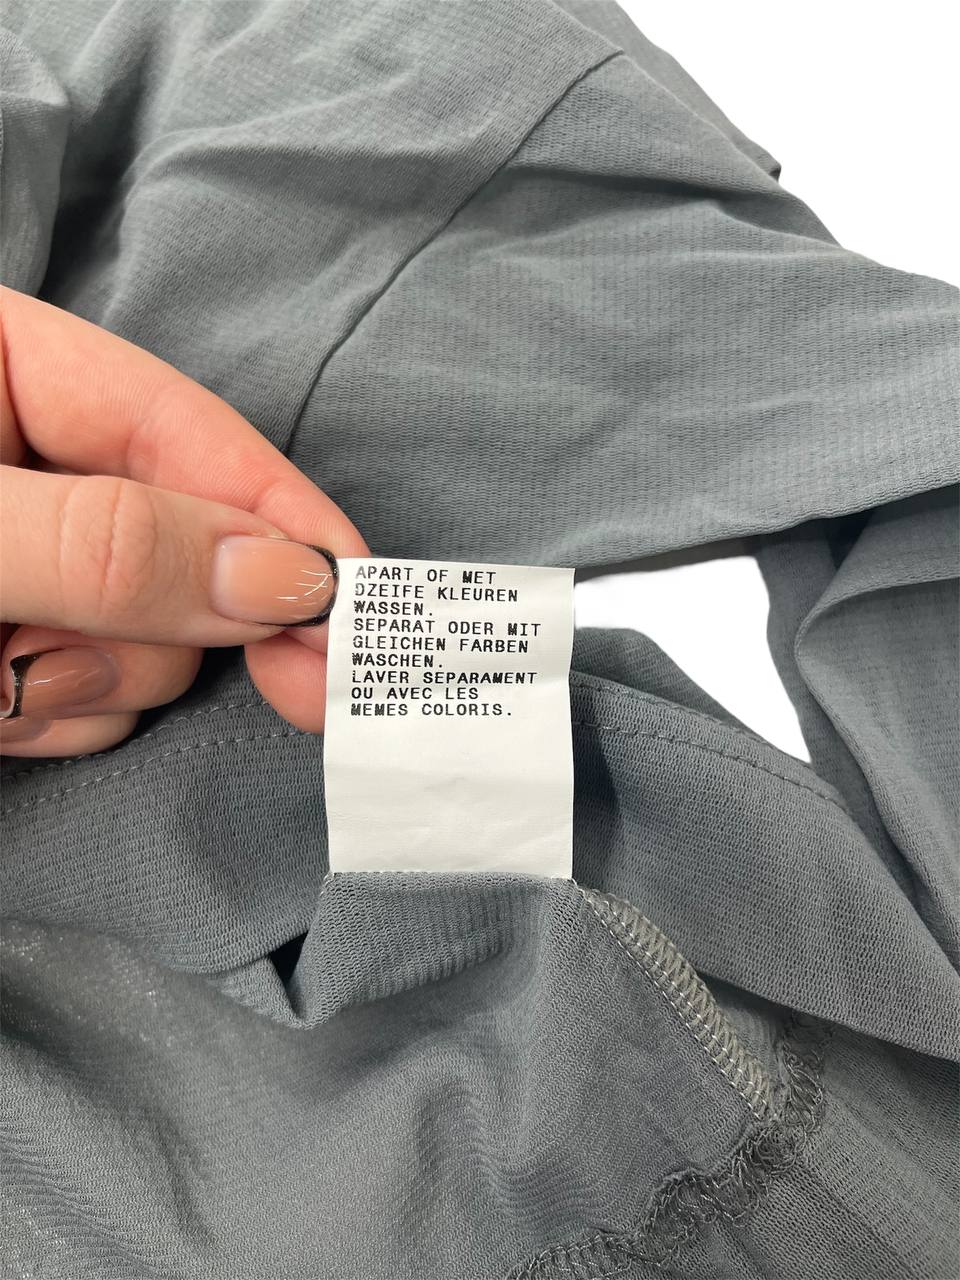 APART OF MET
DZEIFE KLEUREN
WASSEN.
SEPARAT ODER MIT
GLEICHEN FARBEN
WASCHEN.
LAVER SEPARAMENT
OU AVEC LES
MEMES COLORIS.